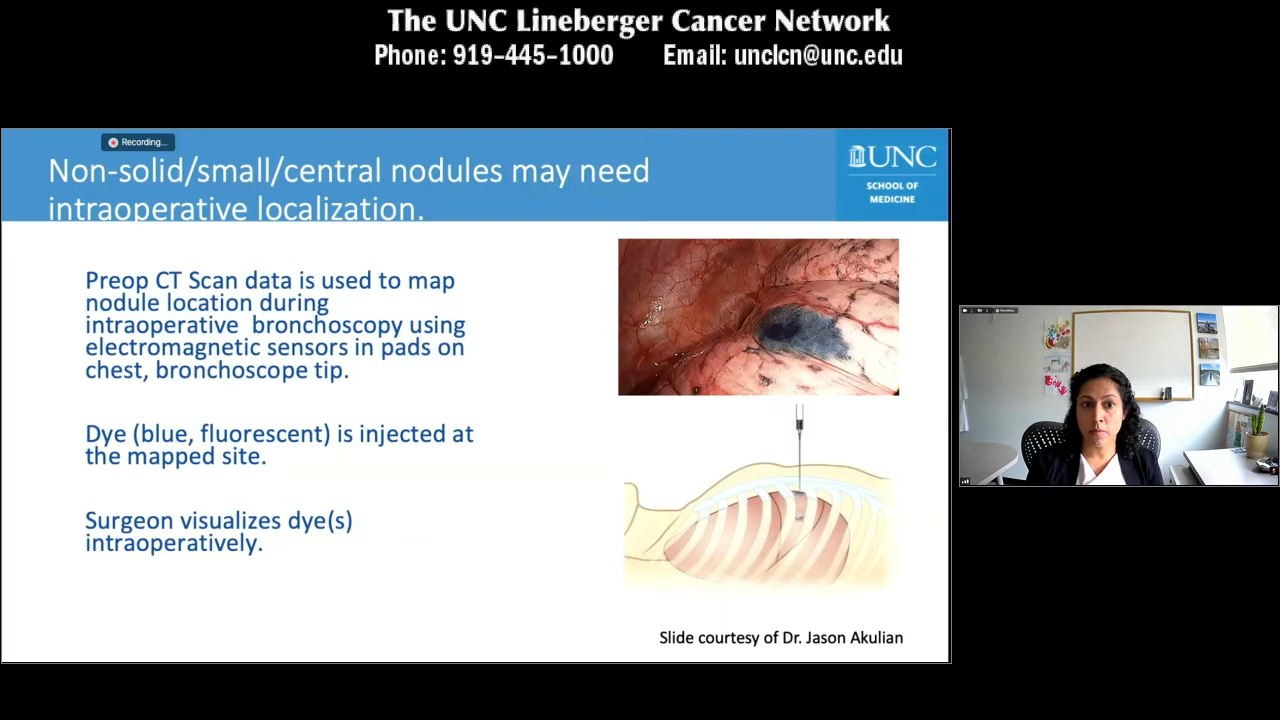 The UNC Lineberger Cancer Network
Phone: 919-445-1000 Email: unclcn@unc.edu
Recording...
Non-solid/small/central nodules may need
intraoperative localization.
UNC
SCHOOL OF
MEDICINE
Preop CT Scan data is used to map
nodule location during
intraoperative bronchoscopy using
electromagnetic sensors in pads on
chest, bronchoscope tip.
Dye (blue, fluorescent) is injected at
the mapped site.
Surgeon visualizes dye(s)
intraoperatively.
Slide courtesy of Dr. Jason Akulian
Recording...